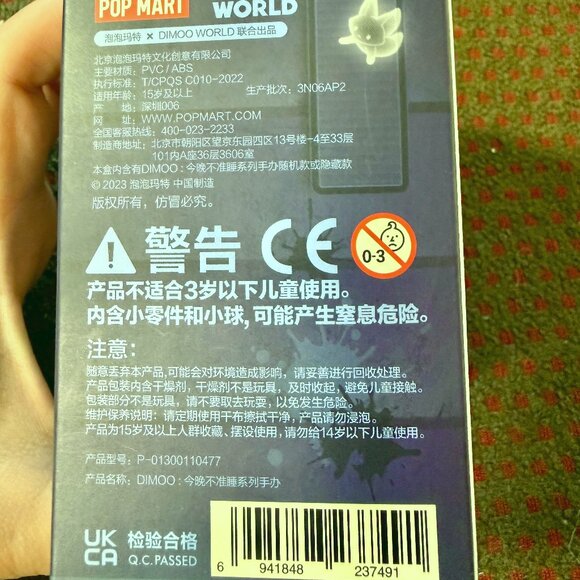 POP MART
WORLD
泡泡玛特 × DIMOO WORLD 联合出品
北京泡泡玛特文化创意有限公司
主要材质: PVC / ABS
执行标准: T/CPQS C010-2022
适用年龄: 15岁及以上 生产批次: 3N06AP2
产 地: 深圳006
网 址: WWW.POPMART.COM
全国客服热线: 400-023-2233
制造商地址: 北京市朝阳区望京东园四区13号楼-4至33层
101内A座36层3606室
本盒内含有DIMOO: 今晚不准睡系列手办随机款或隐藏款
© 2023 泡泡玛特 中国制造
版权所有，仿冒必究。
警告 CE 0-3
产品不适合3岁以下儿童使用。
内含小零件和小球, 可能产生窒息危险。
注意:
随意丢弃本产品, 可能会对环境造成影响，请妥善进行回收处理。
产品包装内含干燥剂，干燥剂不是玩具，及时收起，避免儿童接触。
包装部分不是玩具，请不要取去玩耍，以免发生危险。
维护保养说明: 请定期使用干布擦拭干净, 产品请勿浸泡。
产品为15岁及以上人群收藏、摆设使用, 请勿给14岁以下儿童使用。
产品型号: P-01300110477
产品名称: DIMOO: 今晚不准睡系列手办
UK
CA
检验合格
Q.C.PASSED
6 941848 237491